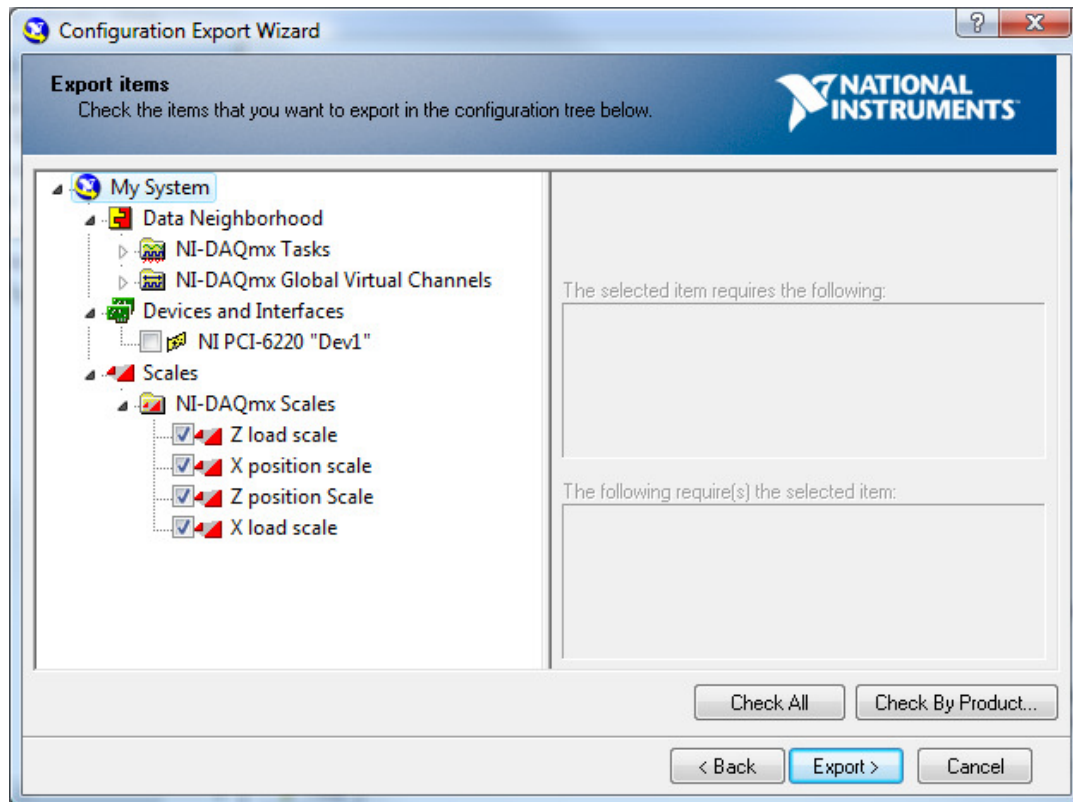 Configuration Export Wizard
Export items
Check the items that you want to export in the configuration tree below.
NATIONAL
INSTRUMENTS™
My System
Data Neighborhood
NI-DAQmx Tasks
NI-DAQmx Global Virtual Channels
Devices and Interfaces
NI PCI-6220 "Dev1"
Scales
NI-DAQmx Scales
Z load scale
X position scale
Z position Scale
X load scale
The selected item requires the following:
The following require(s) the selected item:
Check All
Check By Product...
< Back
Export >
Cancel